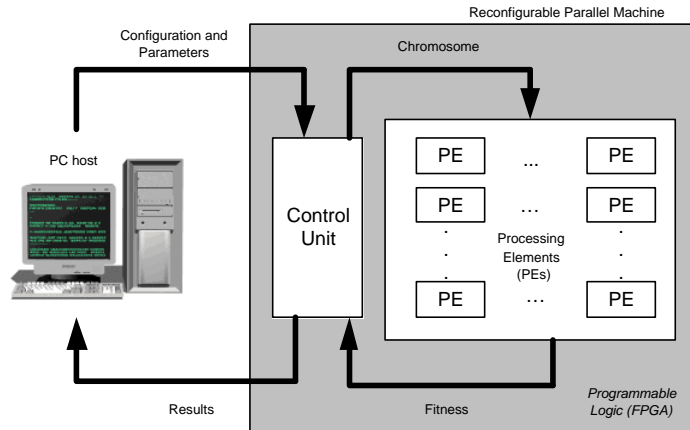 Reconfigurable Parallel Machine
Configuration and
Parameters
Chromosome
PC host
PE ... PE
PE ... PE
Control
Unit
Processing
Elements
(PEs)
PE ... PE
Results
Fitness
Programmable
Logic (FPGA)